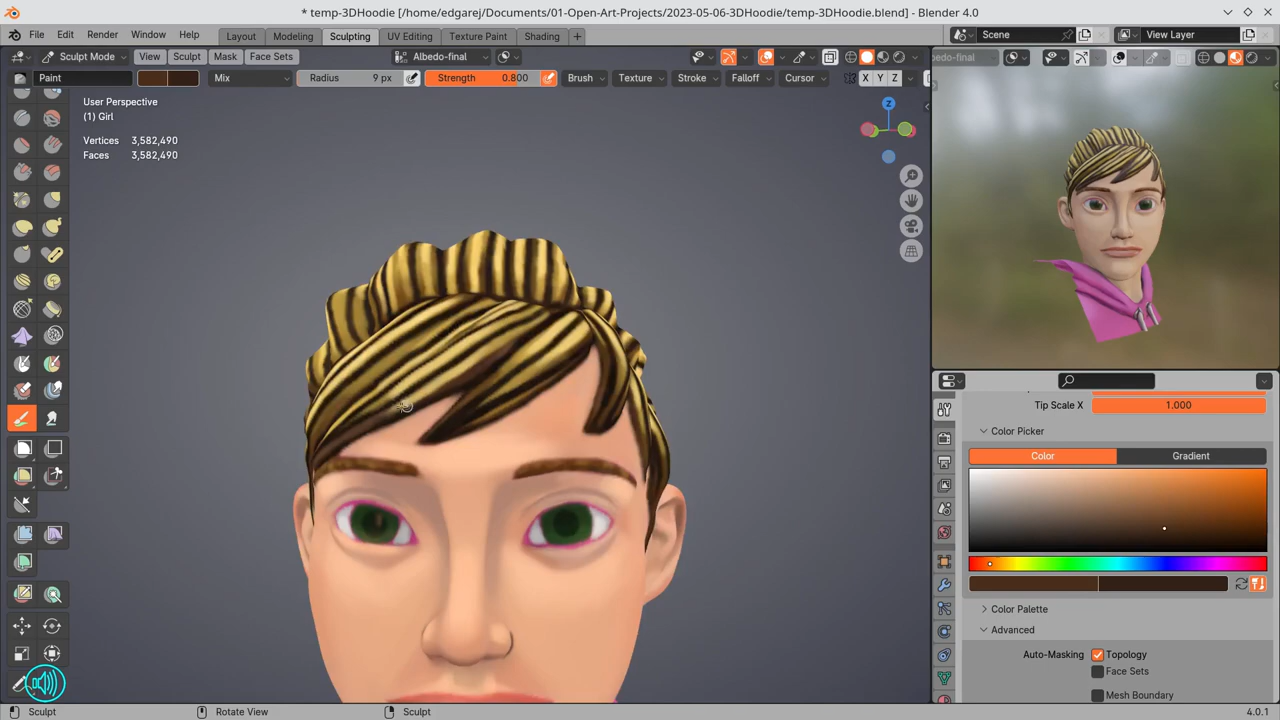 * temp-3DHoodie [/home/edgarej/Documents/01-Open-Art-Projects/2023-05-06-3DHoodie/temp-3DHoodie.blend] - Blender 4.0
File Edit Render Window Help Layout Modeling Sculpting UV Editing Texture Paint Shading + Scene View Layer
Sculpt Mode View Sculpt Mask Face Sets Albedo-final bedo-final
Paint Mix Radius 9 px Strength 0.800 Brush Texture Stroke Falloff Cursor X Y Z
User Perspective
(1) Girl
Vertices 3,582,490
Faces 3,582,490
Z
Tip Scale X 1.000
Color Picker
Color Gradient
Color Palette
Advanced
Auto-Masking Topology
Face Sets
Mesh Boundary
Sculpt Rotate View Sculpt 4.0.1